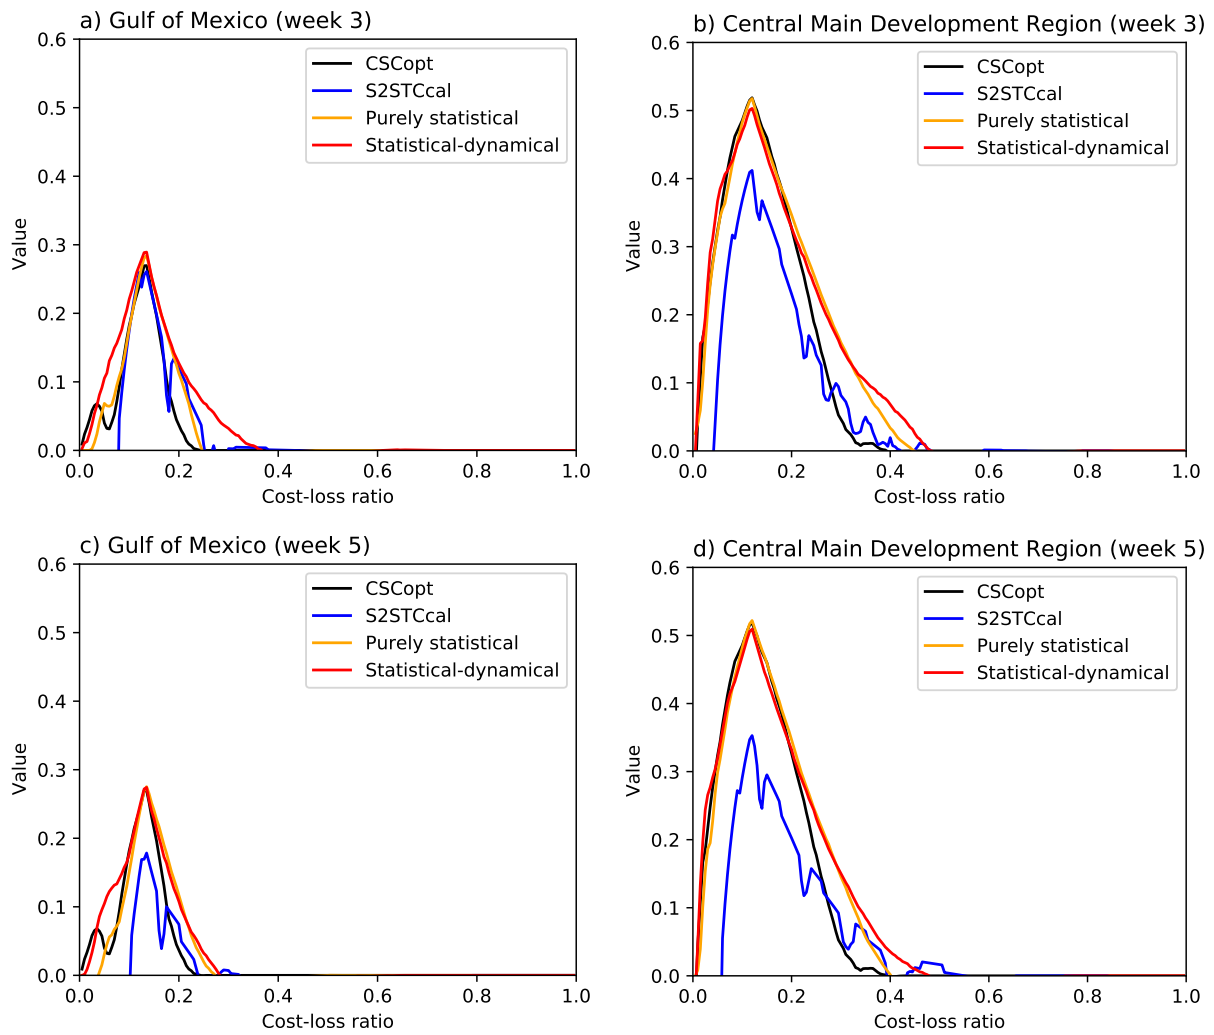 a) Gulf of Mexico (week 3)
0.6
0.5
0.4
0.3
0.2
0.1
0.0
Value
CSCopt
S2STCcal
Purely statistical
Statistical-dynamical
0.0 0.2 0.4 0.6 0.8 1.0
Cost-loss ratio
b) Central Main Development Region (week 3)
0.6
0.5
0.4
0.3
0.2
0.1
0.0
Value
CSCopt
S2STCcal
Purely statistical
Statistical-dynamical
0.0 0.2 0.4 0.6 0.8 1.0
Cost-loss ratio
c) Gulf of Mexico (week 5)
0.6
0.5
0.4
0.3
0.2
0.1
0.0
Value
CSCopt
S2STCcal
Purely statistical
Statistical-dynamical
0.0 0.2 0.4 0.6 0.8 1.0
Cost-loss ratio
d) Central Main Development Region (week 5)
0.6
0.5
0.4
0.3
0.2
0.1
0.0
Value
CSCopt
S2STCcal
Purely statistical
Statistical-dynamical
0.0 0.2 0.4 0.6 0.8 1.0
Cost-loss ratio